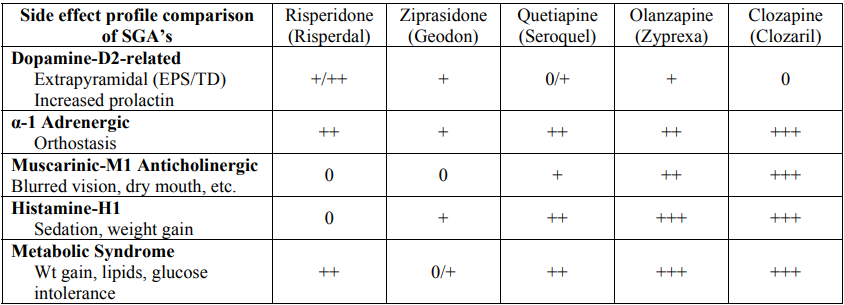 Side effect profile comparison of SGA's | Risperidone (Risperdal) | Ziprasidone (Geodon) | Quetiapine (Seroquel) | Olanzapine (Zyprexa) | Clozapine (Clozaril)
Dopamine-D2-related
Extrapyramidal (EPS/TD)
Increased prolactin | +/++ | + | 0/+ | + | 0
α-1 Adrenergic
Orthostasis | ++ | + | ++ | ++ | +++
Muscarinic-M1 Anticholinergic
Blurred vision, dry mouth, etc. | 0 | 0 | + | ++ | +++
Histamine-H1
Sedation, weight gain | 0 | + | ++ | +++ | +++
Metabolic Syndrome
Wt gain, lipids, glucose
intolerance | ++ | 0/+ | ++ | +++ | +++